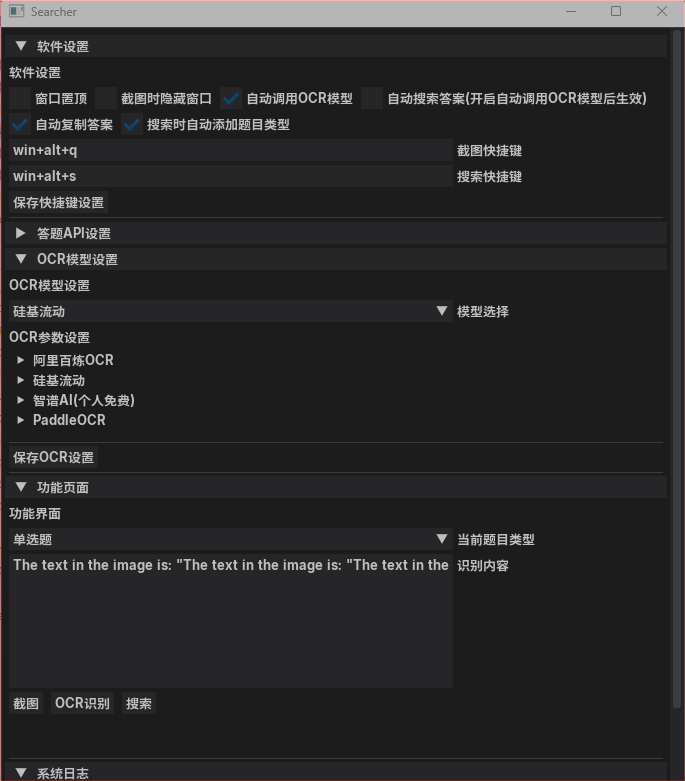 Searcher
软件设置
软件设置
窗口置顶 截图时隐藏窗口 自动调用OCR模型 自动搜索答案(开启自动调用OCR模型后生效)
自动复制答案 搜索时自动添加题目类型
win+alt+q 截图快捷键
win+alt+s 搜索快捷键
保存快捷键设置
答题API设置
OCR模型设置
OCR模型设置
硅基流动 模型选择
OCR参数设置
阿里百炼OCR
硅基流动
智谱AI(个人免费)
PaddleOCR
保存OCR设置
功能页面
功能界面
单选题 当前题目类型
The text in the image is: "The text in the image is: "The text in the 识别内容
截图 OCR识别 搜索
系统日志